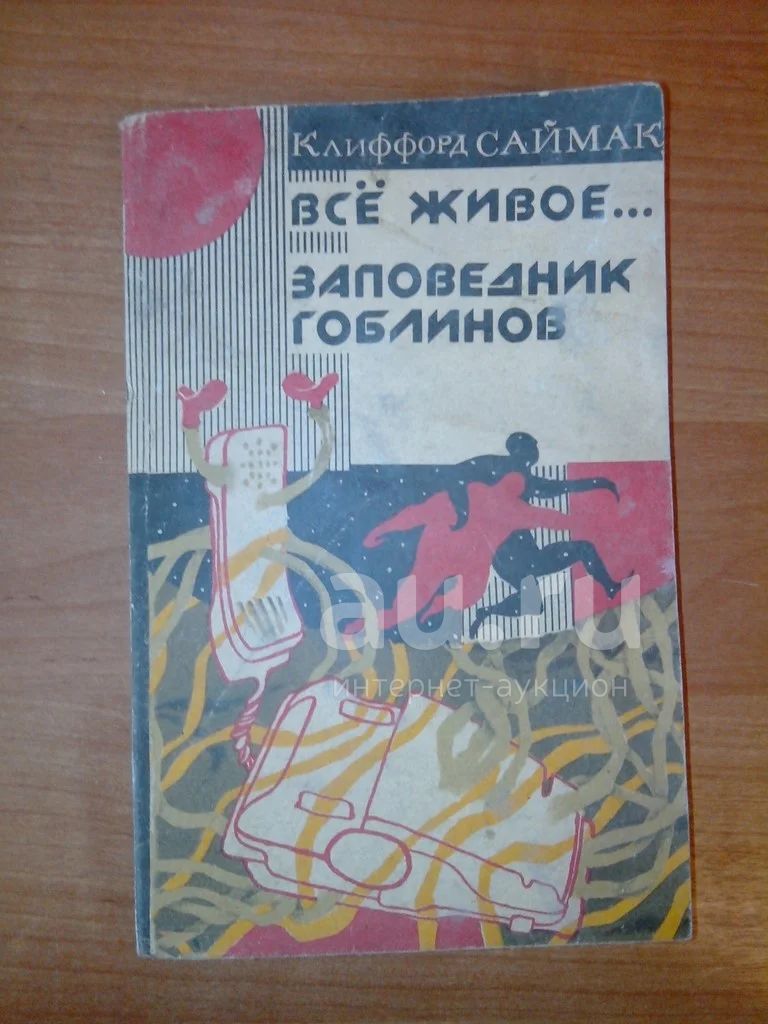 Клиффорд САЙМАК
ВСЁ ЖИВОЕ...
ЗАПОВЕДНИК
ГОБЛИНОВ
au.ru
интернет-аукцион